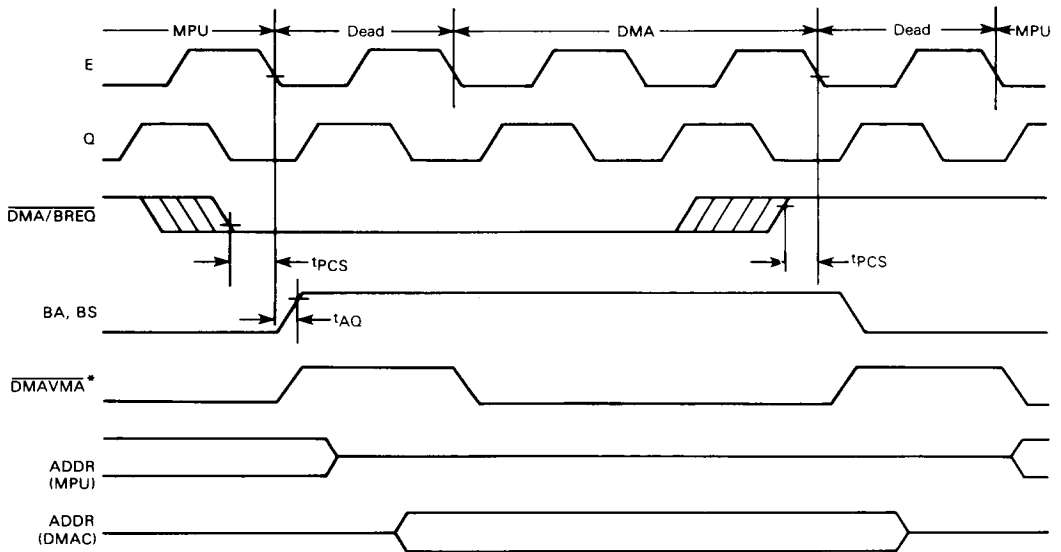 MPU Dead DMA Dead MPU
E
Q
DMA/BREQ
tPCS tPCS
BA, BS
tAQ
DMAVMA*
ADDR
(MPU)
ADDR
(DMAC)